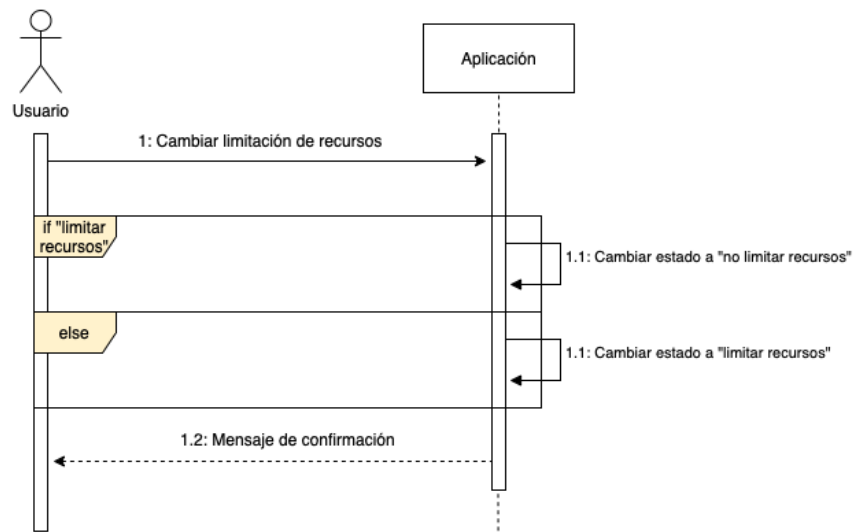 Usuario
Aplicación
1: Cambiar limitación de recursos
if "limitar
recursos"
1.1: Cambiar estado a "no limitar recursos"
else
1.1: Cambiar estado a "limitar recursos"
1.2: Mensaje de confirmación